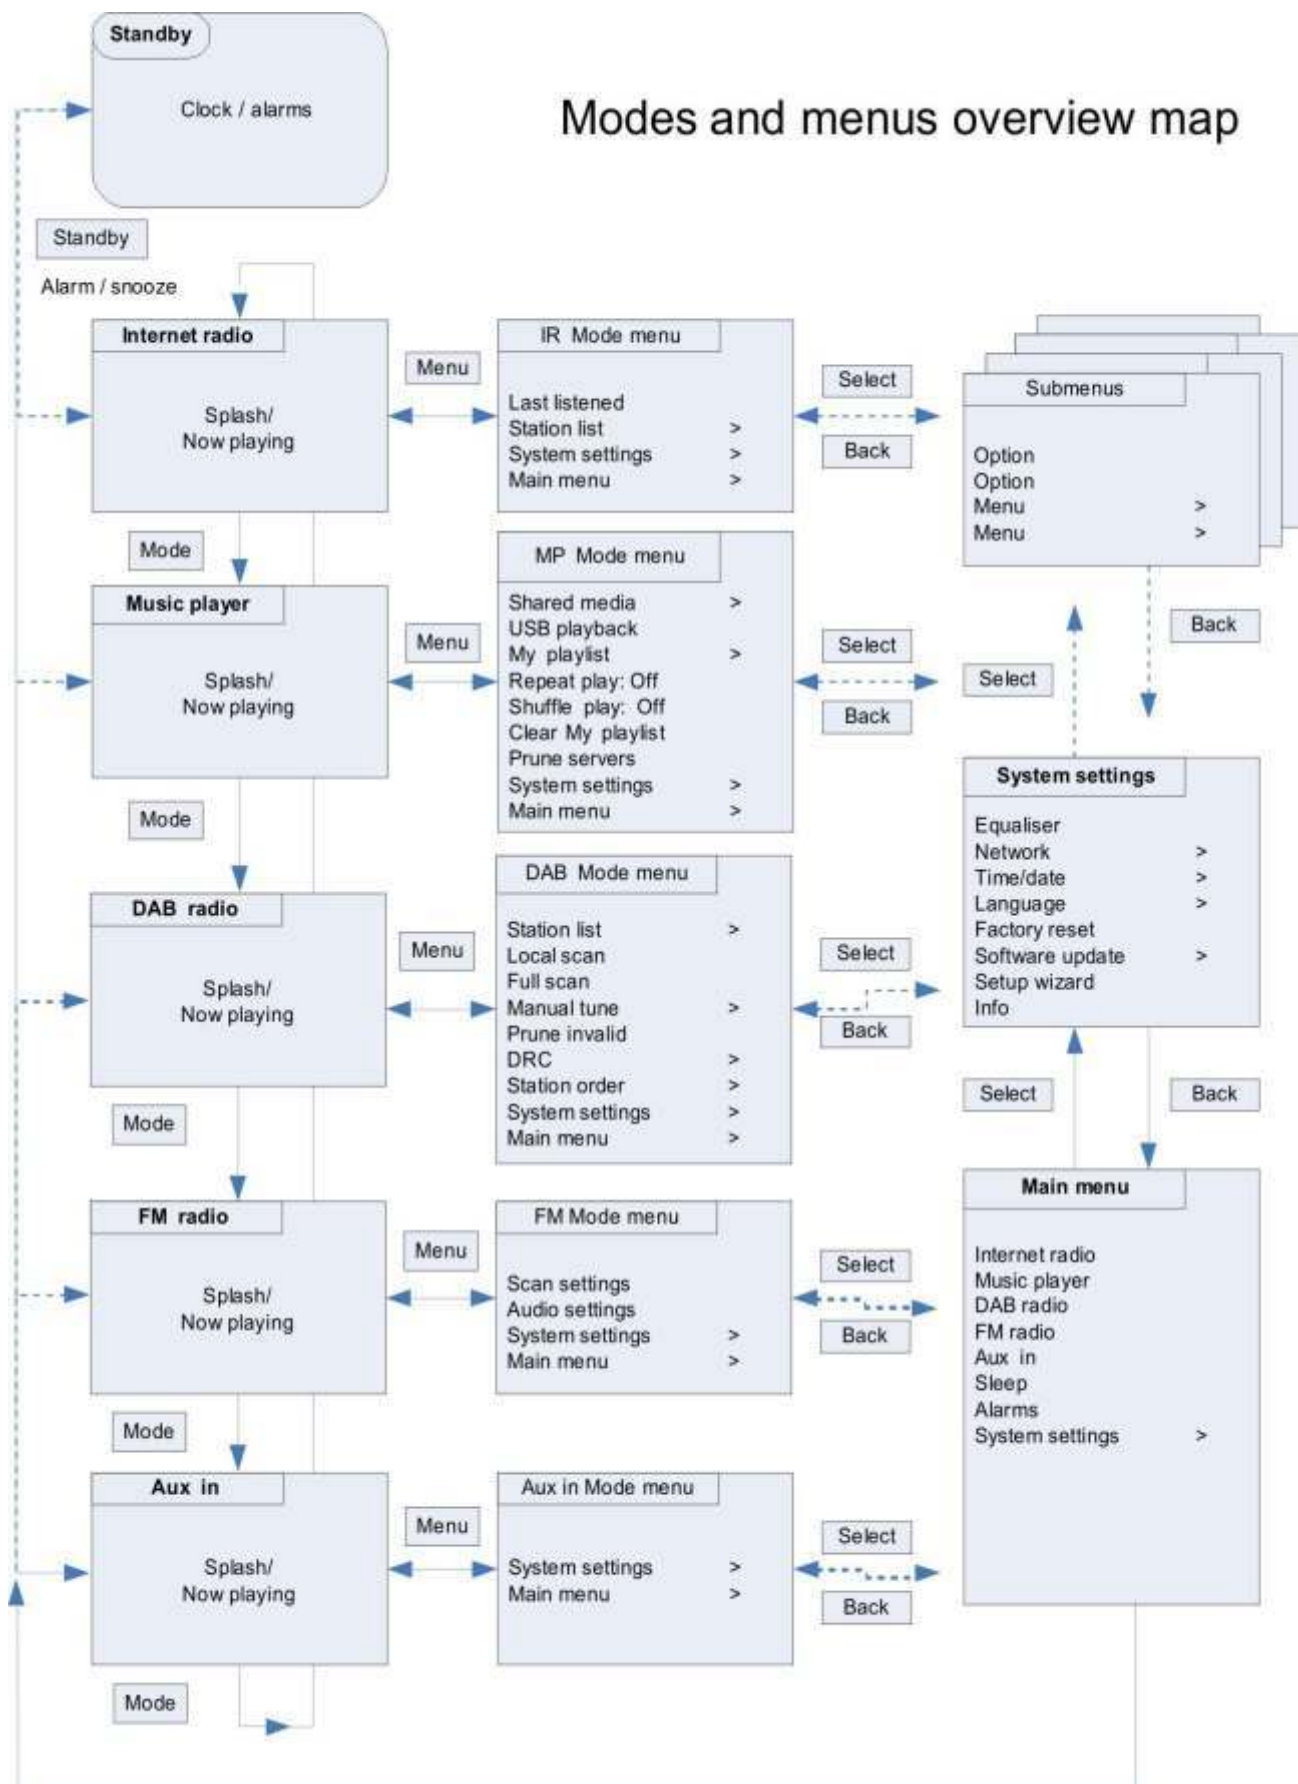 Standby
Clock / alarms
Modes and menus overview map
Standby
Alarm / snooze
Internet radio
Splash/
Now playing
Menu
IR Mode menu
Last listened
Station list >
System settings >
Main menu >
Select
Back
Submenus
Option
Option
Menu >
Menu >
Mode
Music player
Splash/
Now playing
Menu
MP Mode menu
Shared media >
USB playback
My playlist >
Repeat play: Off
Shuffle play: Off
Clear My playlist
Prune servers
System settings >
Main menu >
Select
Back
Select
Back
System settings
Equaliser
Network >
Time/date >
Language >
Factory reset
Software update >
Setup wizard
Info
Mode
DAB radio
Splash/
Now playing
Menu
DAB Mode menu
Station list >
Local scan
Full scan
Manual tune >
Prune invalid
DRC >
Station order >
System settings >
Main menu >
Select
Back
Select
Back
Mode
FM radio
Splash/
Now playing
Menu
FM Mode menu
Scan settings
Audio settings
System settings >
Main menu >
Select
Back
Main menu
Internet radio
Music player
DAB radio
FM radio
Aux in
Sleep
Alarms
System settings >
Mode
Aux in
Splash/
Now playing
Menu
Aux in Mode menu
System settings >
Main menu >
Select
Back
Mode